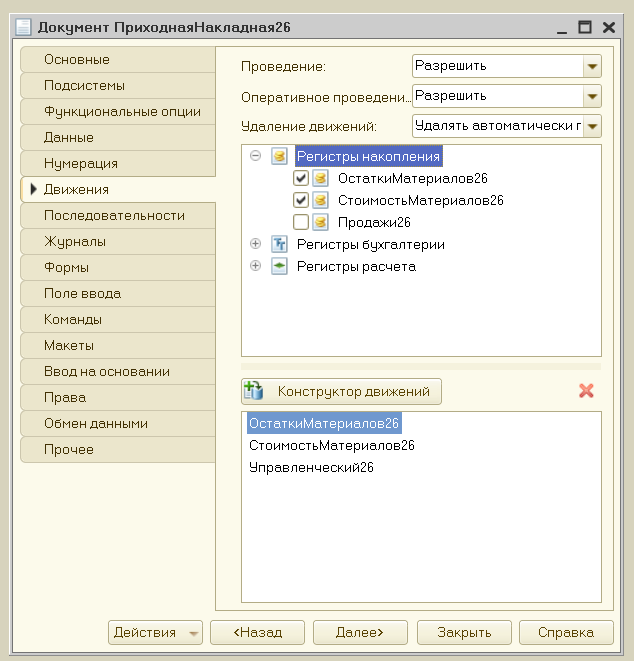 Документ ПриходнаяНакладная26
Основные
Подсистемы
Функциональные опции
Данные
Нумерация
Движения
Последовательности
Журналы
Формы
Поле ввода
Команды
Макеты
Ввод на основании
Права
Обмен данными
Прочее
Проведение:
Разрешить
Оперативное проведени...
Разрешить
Удаление движений:
Удалять автоматически г
Регистры накопления
ОстаткиМатериалов26
СтоимостьМатериалов26
Продажи26
Регистры бухгалтерии
Регистры расчета
Конструктор движений
ОстаткиМатериалов26
СтоимостьМатериалов26
Управленческий26
Действия
<Назад
Далее>
Закрыть
Справка